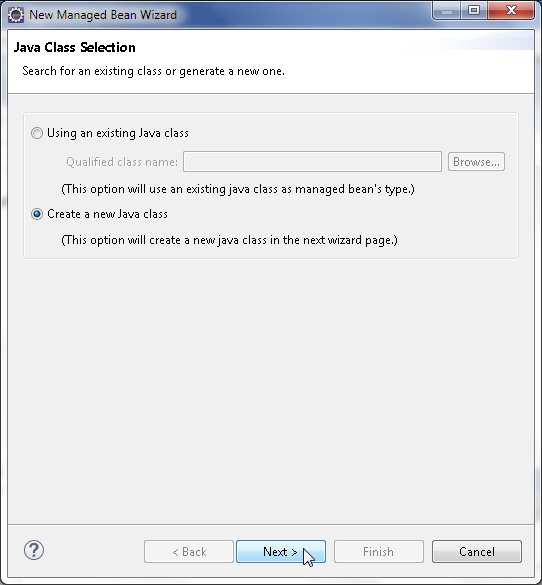 New Managed Bean Wizard
Java Class Selection
Search for an existing class or generate a new one.
Using an existing Java class
Qualified class name:
Browse...
(This option will use an existing java class as managed bean's type.)
Create a new Java class
(This option will create a new java class in the next wizard page.)
?
< Back
Next >
Finish
Cancel